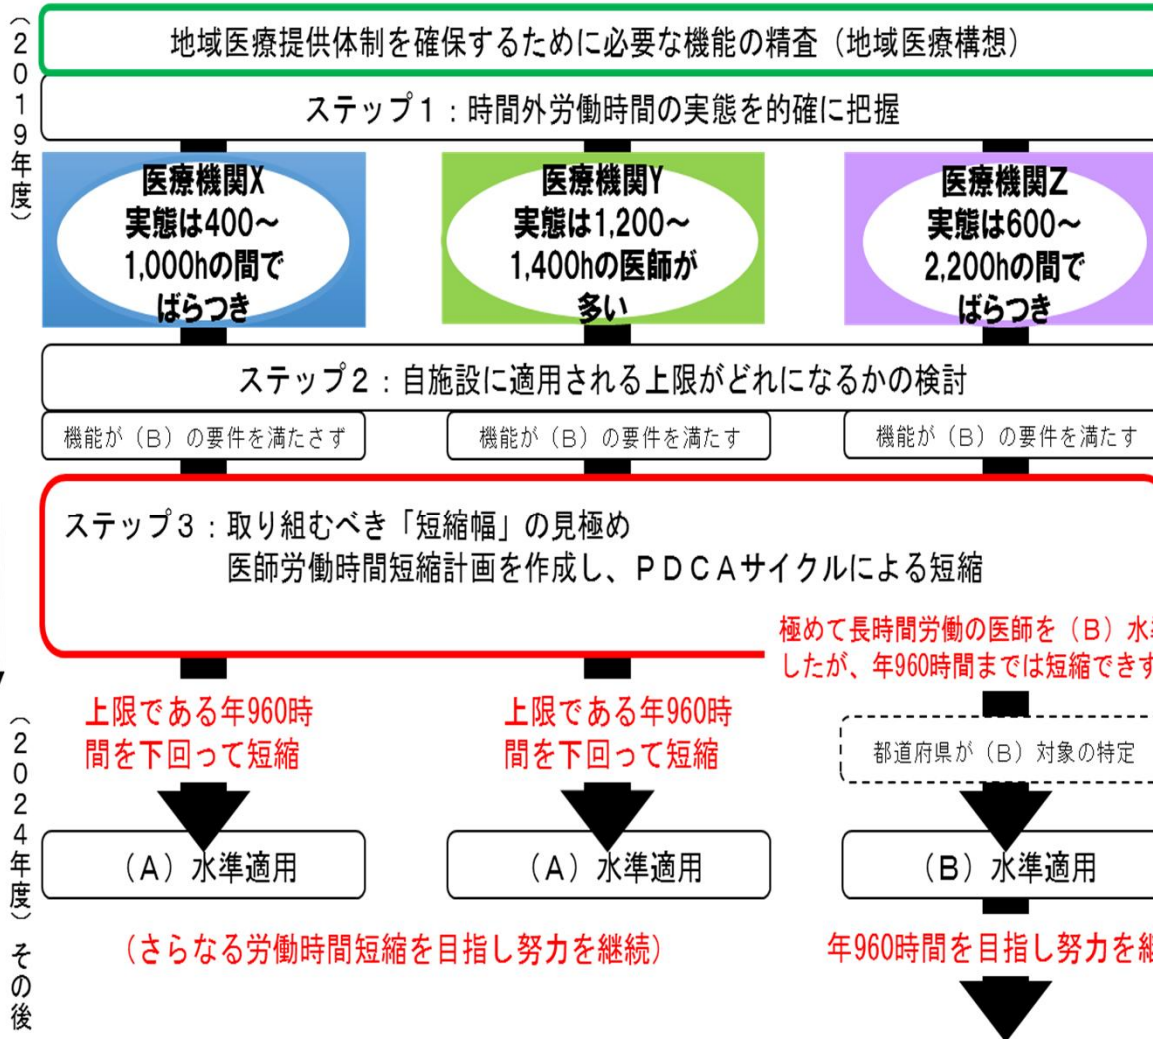 (2019年度)
地域医療提供体制を確保するために必要な機能の精査（地域医療構想）
ステップ1：時間外労働時間の実態を的確に把握
医療機関X
実態は400～
1,000hの間で
ばらつき
医療機関Y
実態は1,200～
1,400hの医師が
多い
医療機関Z
実態は600～
2,200hの間で
ばらつき
ステップ2：自施設に適用される上限がどれになるかの検討
機能が（B）の要件を満たさず
機能が（B）の要件を満たす
機能が（B）の要件を満たす
ステップ3：取り組むべき「短縮幅」の見極め
医師労働時間短縮計画を作成し、PDCAサイクルによる短縮
極めて長時間労働の医師を（B）水
したが、年960時間までは短縮できず
上限である年960時
間を下回って短縮
上限である年960時
間を下回って短縮
都道府県が（B）対象の特定
(2024年度) その後
（A）水準適用
（A）水準適用
（B）水準適用
（さらなる労働時間短縮を目指し努力を継続）
年960時間を目指し努力を継